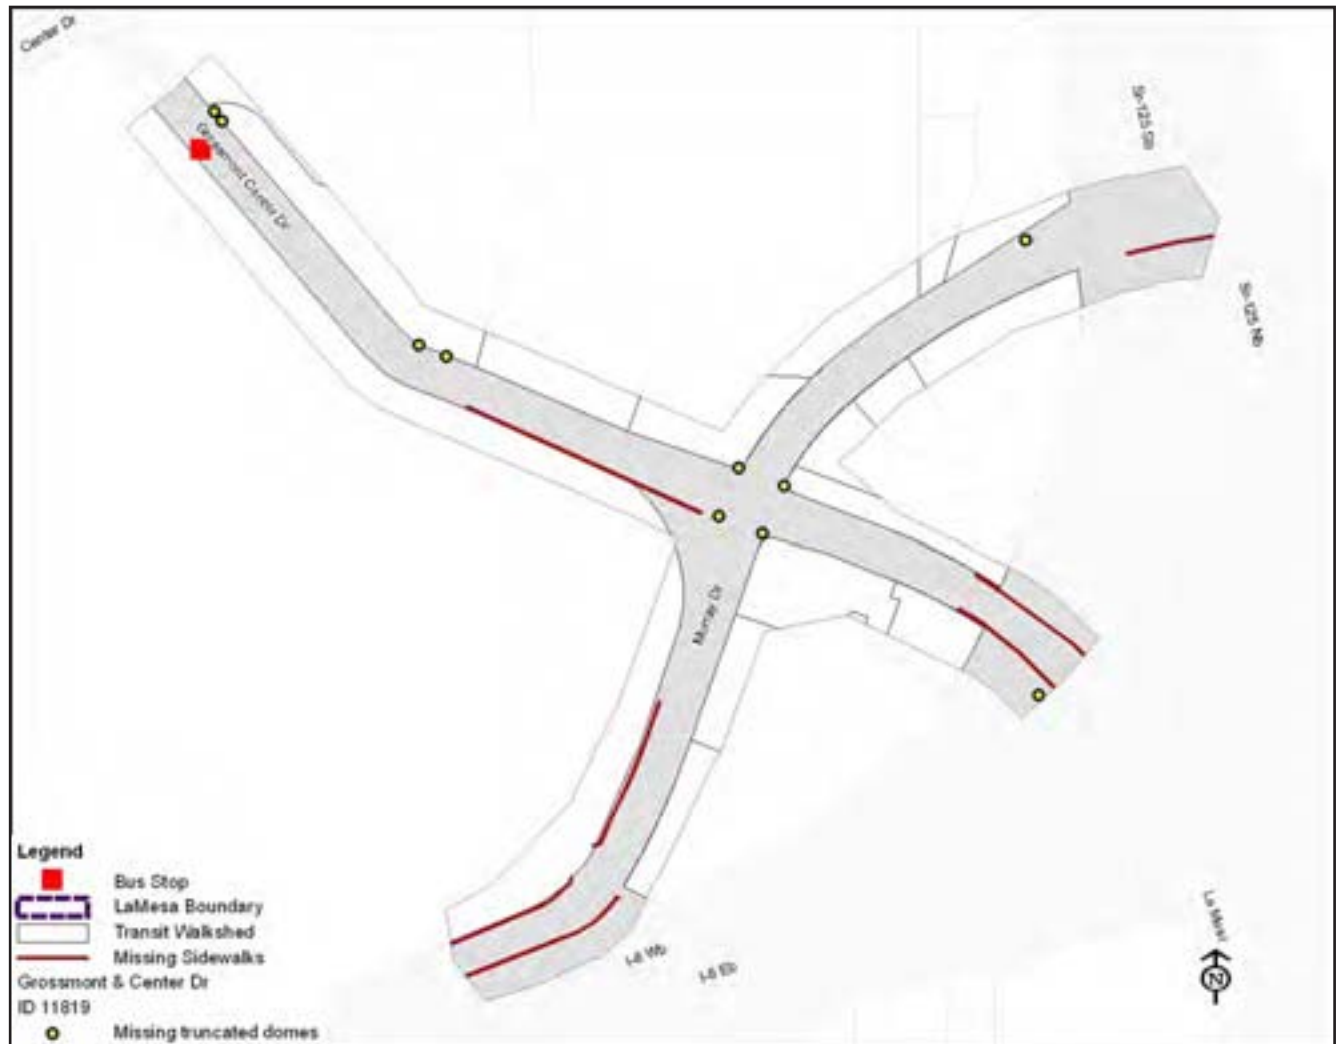 Center Dr
Grossmont Center Dr
Sr-125 SB
Sr-125 Nb
Murray Dr
I-8 Wb
I-8 Eb
La Mesa
N
Legend
Bus Stop
LaMesa Boundary
Transit Walkshed
Missing Sidewalks
Grossmont & Center Dr
ID 11819
Missing truncated domes